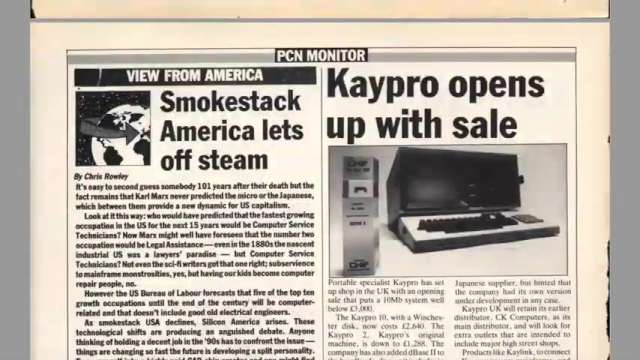 PCN MONITOR
VIEW FROM AMERICA
Smokestack
America lets
off steam
By Chris Rowley
It's easy to second guess somebody 101 years after their death but the
fact remains that Karl Marx never predicted the micro or the Japanese,
which between them provide a new dynamic for US capitalism.
Look at it this way: who would have predicted that the fastest growing
occupation in the US for the next 15 years would be Computer Service
Technicians? Now Marx might well have foreseen that the number two
occupation would be Legal Assistance — even in the 1880s the nascent
industrial US was a lawyers' paradise — but Computer Service
Technicians? Not even the sci-fi writers got that one right; subservience
to mainframe monstrosities, yes, but having our kids become computer
repair people, no.
However the US Bureau of Labour forecasts that five of the top ten
growth occupations until the end of the century will be computer-
related and that doesn't include good old electrical engineers.
As smokestack USA declines, Silicon America arises. These
technological shifts are producing an anguished debate. Anyone
thinking of holding a decent job in the '90s has to confront the issue —
things are changing so fast the future is developing a split personality.
Kaypro opens
up with sale
CHIP
Portable specialist Kaypro has set
up shop in the UK with an opening
sale that puts a 10Mb system well
below £3,000.
The Kaypro 10, with a Winches-
ter disk, now costs £2,640. The
Kaypro 2, Kaypro's original
machine, is down to £1,288. The
company has also added dBase II to
Japanese supplier, but hinted that
the company had its own version
under development in any case.
Kaypro UK will retain its earlier
distributor, CK Computers, as its
main distributor, and will look for
extra outlets that are intended to
include major high street shops.
Products like Kaylink, to connect